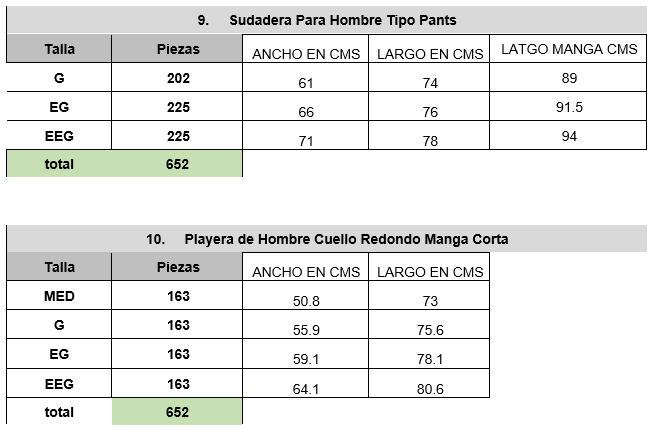 9. Sudadera Para Hombre Tipo Pants
Talla Piezas ANCHO EN CMS LARGO EN CMS LATGO MANGA CMS
G 202 61 74 89
EG 225 66 76 91.5
EEG 225 71 78 94
total 652
10. Playera de Hombre Cuello Redondo Manga Corta
Talla Piezas ANCHO EN CMS LARGO EN CMS
MED 163 50.8 73
G 163 55.9 75.6
EG 163 59.1 78.1
EEG 163 64.1 80.6
total 652